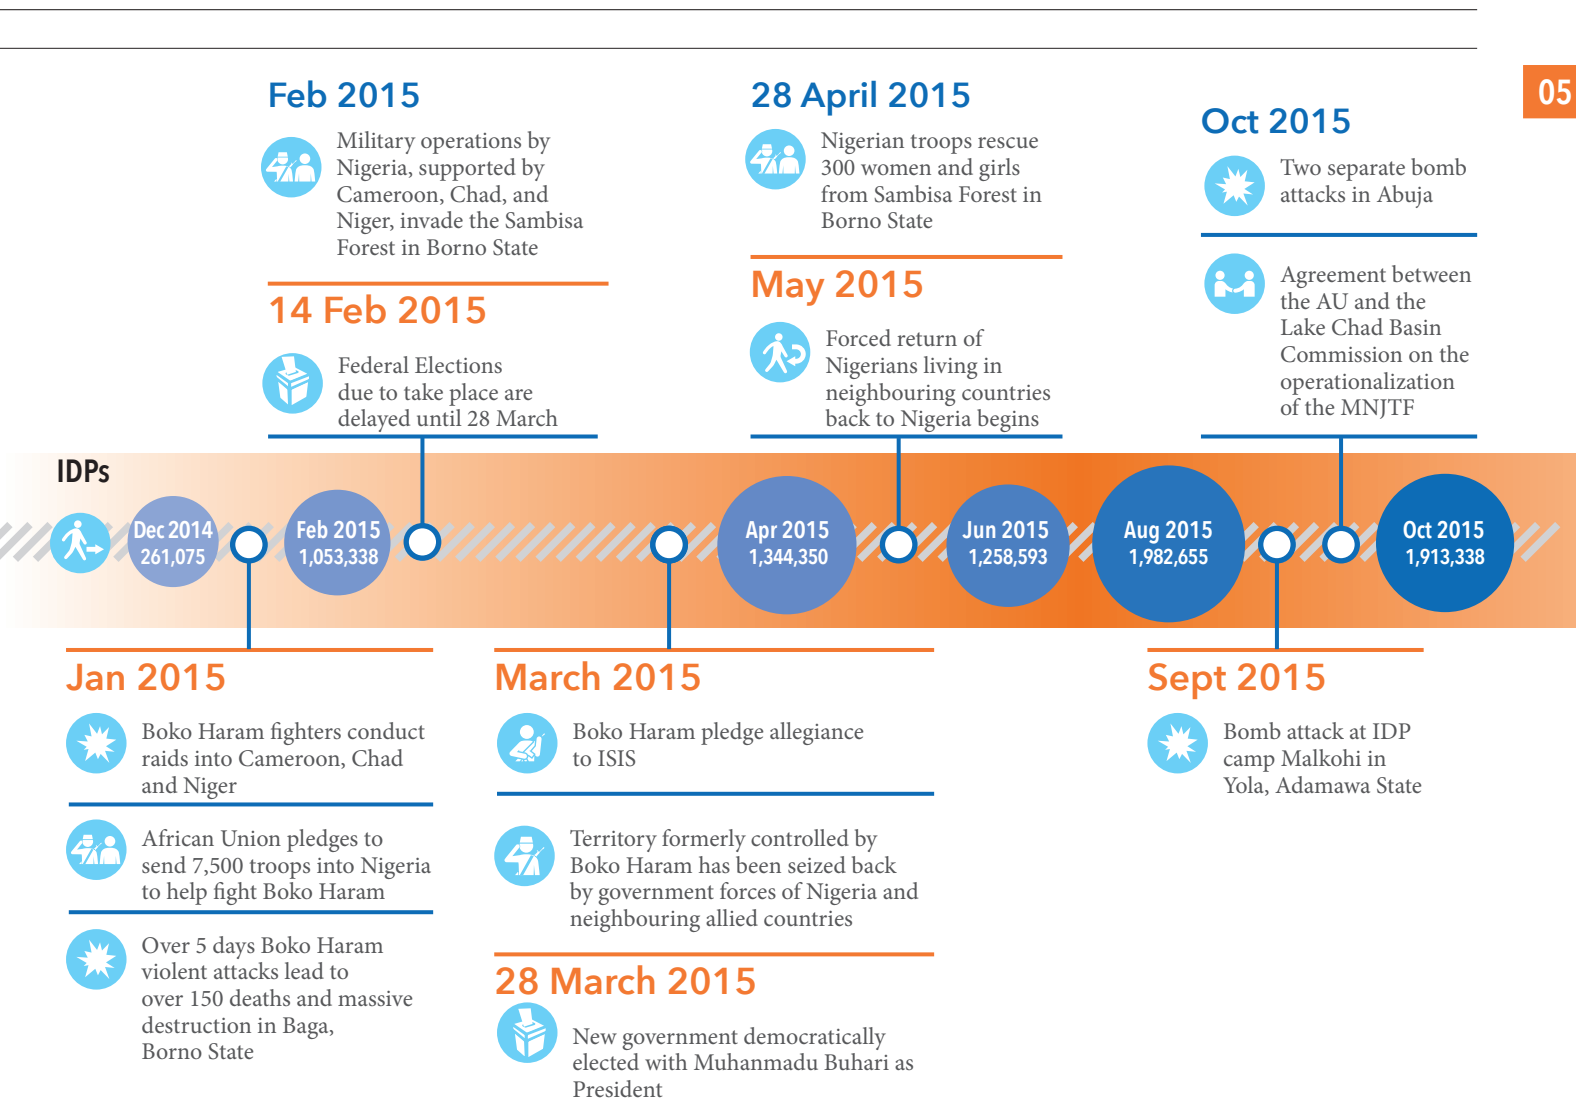 05
Feb 2015
Military operations by
Nigeria, supported by
Cameroon, Chad, and
Niger, invade the Sambisa
Forest in Borno State
14 Feb 2015
Federal Elections
due to take place are
delayed until 28 March
28 April 2015
Nigerian troops rescue
300 women and girls
from Sambisa Forest in
Borno State
May 2015
Forced return of
Nigerians living in
neighbouring countries
back to Nigeria begins
Oct 2015
Two separate bomb
attacks in Abuja
Agreement between
the AU and the
Lake Chad Basin
Commission on the
operationalization
of the MNJTF
IDPs
Dec 2014
261,075
Feb 2015
1,053,338
Apr 2015
1,344,350
Jun 2015
1,258,593
Aug 2015
1,982,655
Oct 2015
1,913,338
Jan 2015
Boko Haram fighters conduct
raids into Cameroon, Chad
and Niger
African Union pledges to
send 7,500 troops into Nigeria
to help fight Boko Haram
Over 5 days Boko Haram
violent attacks lead to
over 150 deaths and massive
destruction in Baga,
Borno State
March 2015
Boko Haram pledge allegiance
to ISIS
Territory formerly controlled by
Boko Haram has been seized back
by government forces of Nigeria and
neighbouring allied countries
28 March 2015
New government democratically
elected with Muhanmadu Buhari as
President
Sept 2015
Bomb attack at IDP
camp Malkohi in
Yola, Adamawa State